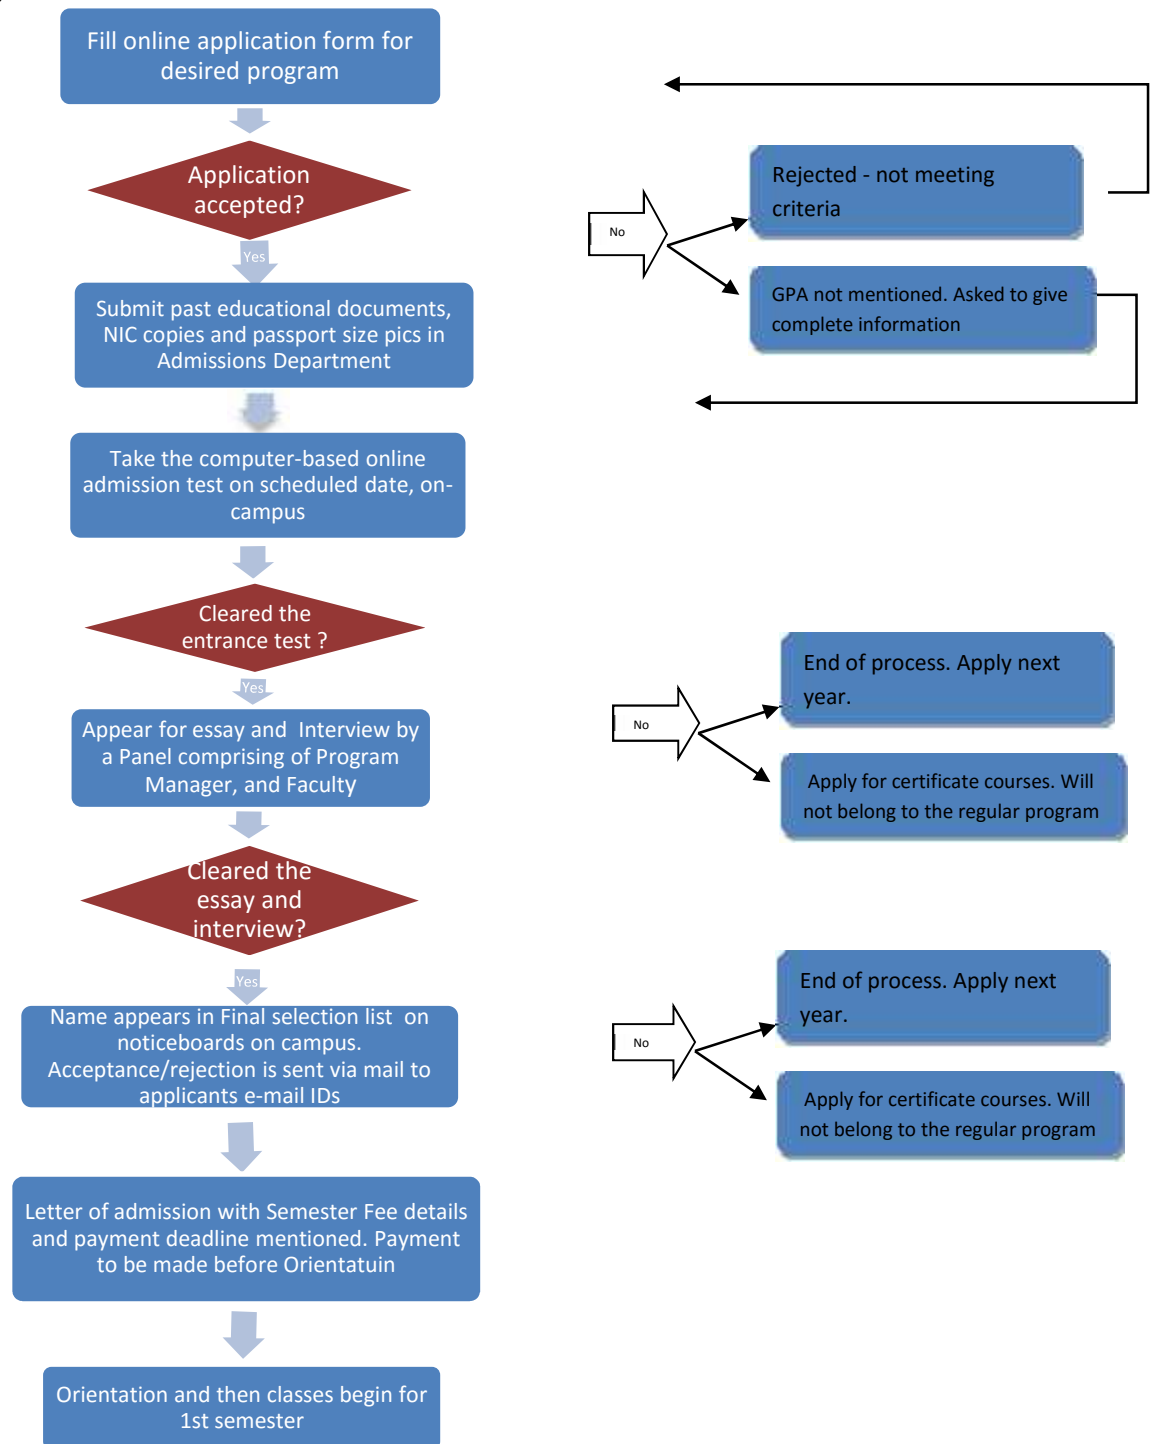 Fill online application form for
desired program
Application
accepted?
No
Rejected - not meeting
criteria
GPA not mentioned. Asked to give
complete information
Yes
Submit past educational documents,
NIC copies and passport size pics in
Admissions Department
Take the computer-based online
admission test on scheduled date, on-
campus
Cleared the
entrance test ?
No
End of process. Apply next
year.
Apply for certificate courses. Will
not belong to the regular program
Yes
Appear for essay and Interview by
a Panel comprising of Program
Manager, and Faculty
Cleared the
essay and
interview?
No
End of process. Apply next
year.
Apply for certificate courses. Will
not belong to the regular program
Yes
Name appears in Final selection list on
noticeboards on campus.
Acceptance/rejection is sent via mail to
applicants e-mail IDs
Letter of admission with Semester Fee details
and payment deadline mentioned. Payment
to be made before Orientatuin
Orientation and then classes begin for
1st semester